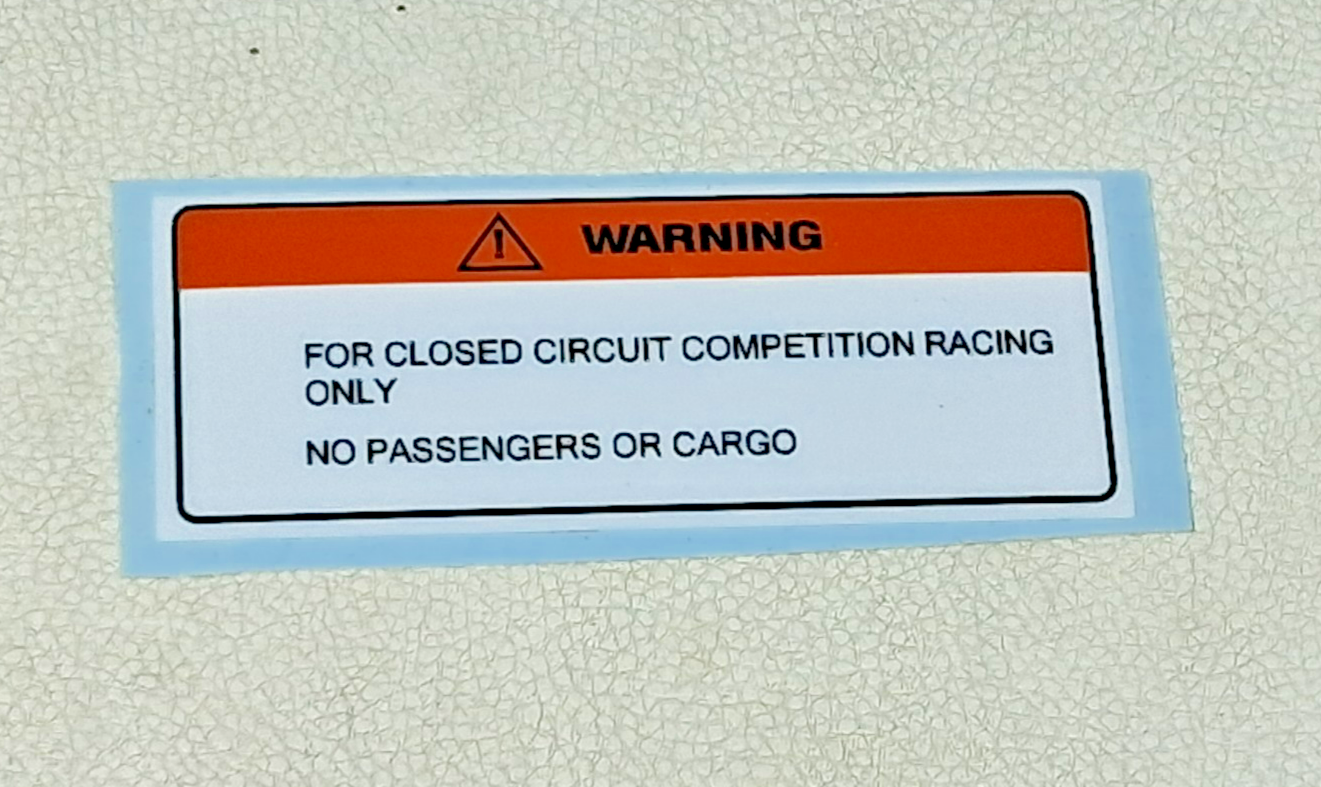 WARNING
FOR CLOSED CIRCUIT COMPETITION RACING
ONLY
NO PASSENGERS OR CARGO